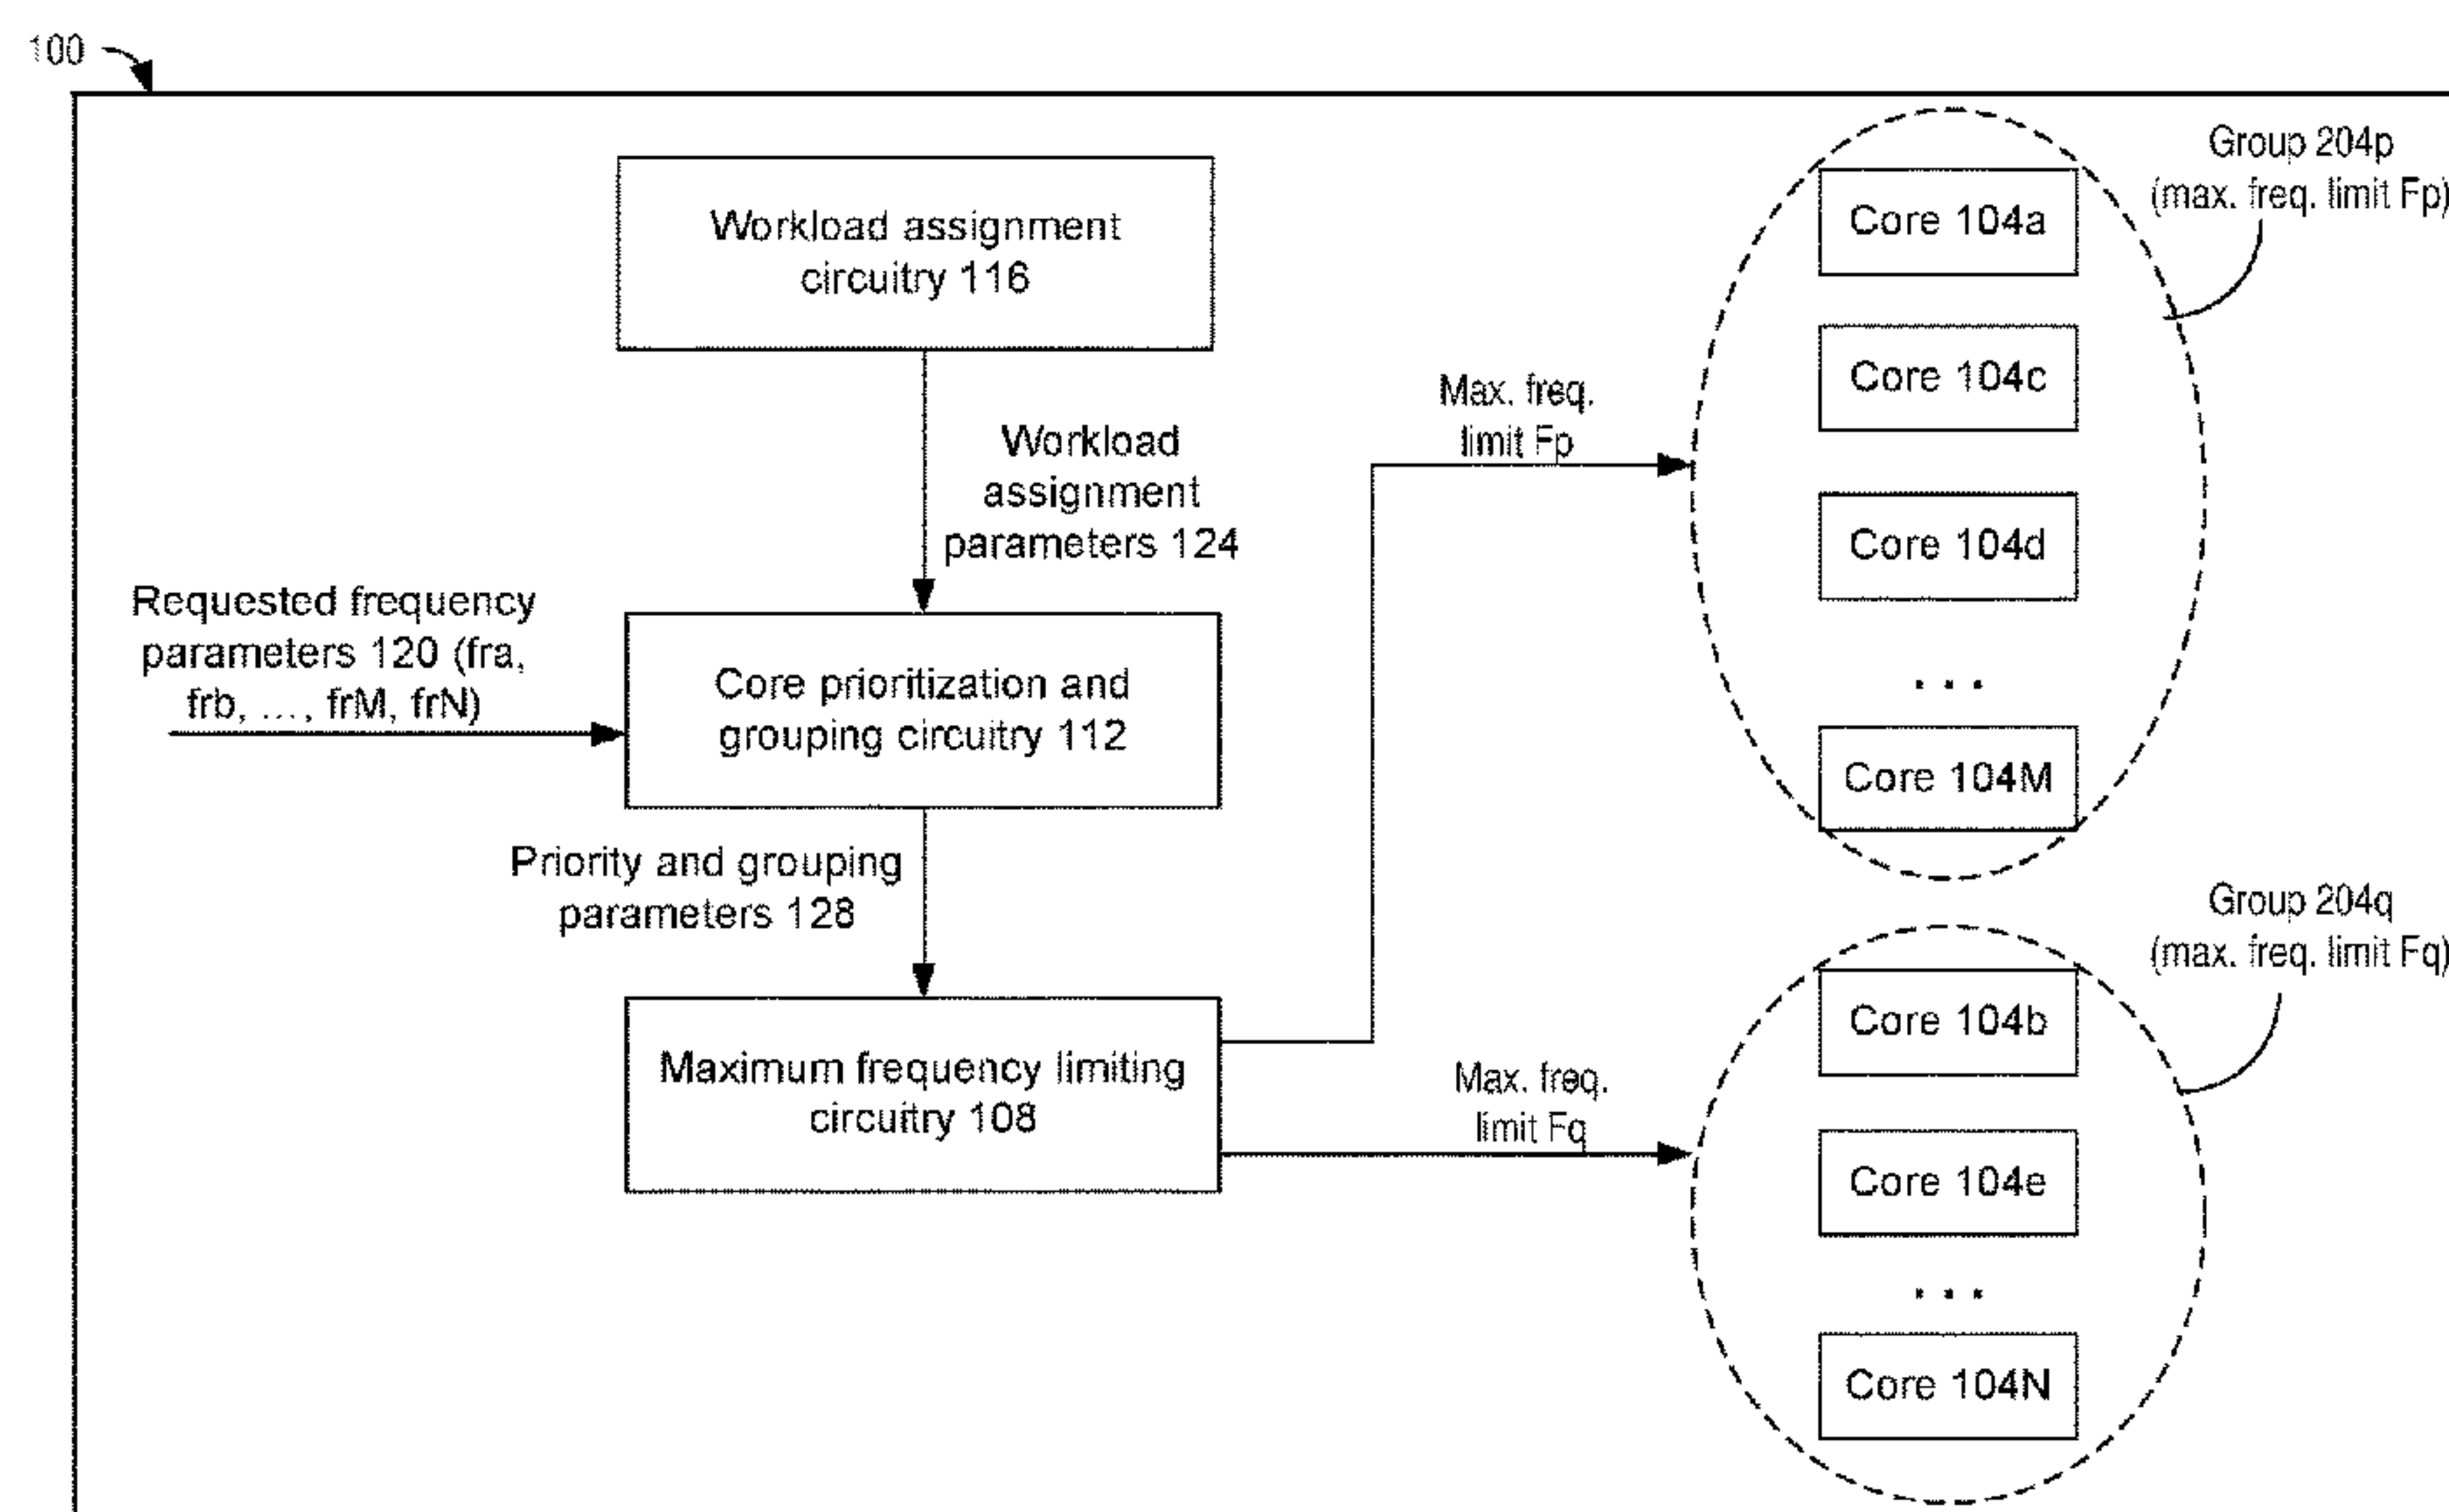 100
Workload assignment
circuitry 116
Workload
assignment
parameters 124
Requested frequency
parameters 120 (fra,
frb, ..., frM, frN)
Core prioritization and
grouping circuitry 112
Priority and grouping
parameters 128
Maximum frequency limiting
circuitry 108
Max. freq.
limit Fp
Max. freq.
limit Fq
Group 204p
(max. freq. limit Fp)
Core 104a
Core 104c
Core 104d
...
Core 104M
Group 204q
(max. freq. limit Fq)
Core 104b
Core 104e
...
Core 104N